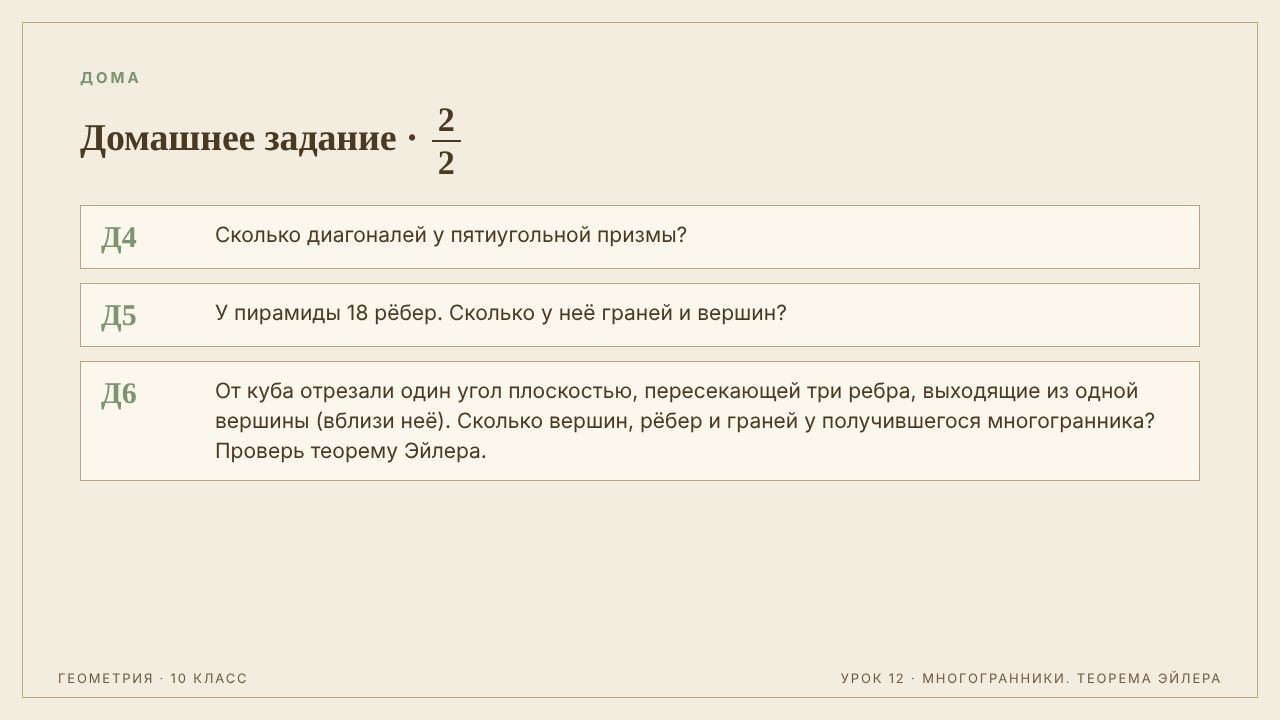 ДОМА
Домашнее задание · 2/2
Д4
Сколько диагоналей у пятиугольной призмы?
Д5
У пирамиды 18 рёбер. Сколько у неё граней и вершин?
Д6
От куба отрезали один угол плоскостью, пересекающей три ребра, выходящие из одной
вершины (вблизи неё). Сколько вершин, рёбер и граней у получившегося многогранника?
Проверь теорему Эйлера.
ГЕОМЕТРИЯ · 10 КЛАСС
УРОК 12 · МНОГОГРАННИКИ. ТЕОРЕМА ЭЙЛЕРА